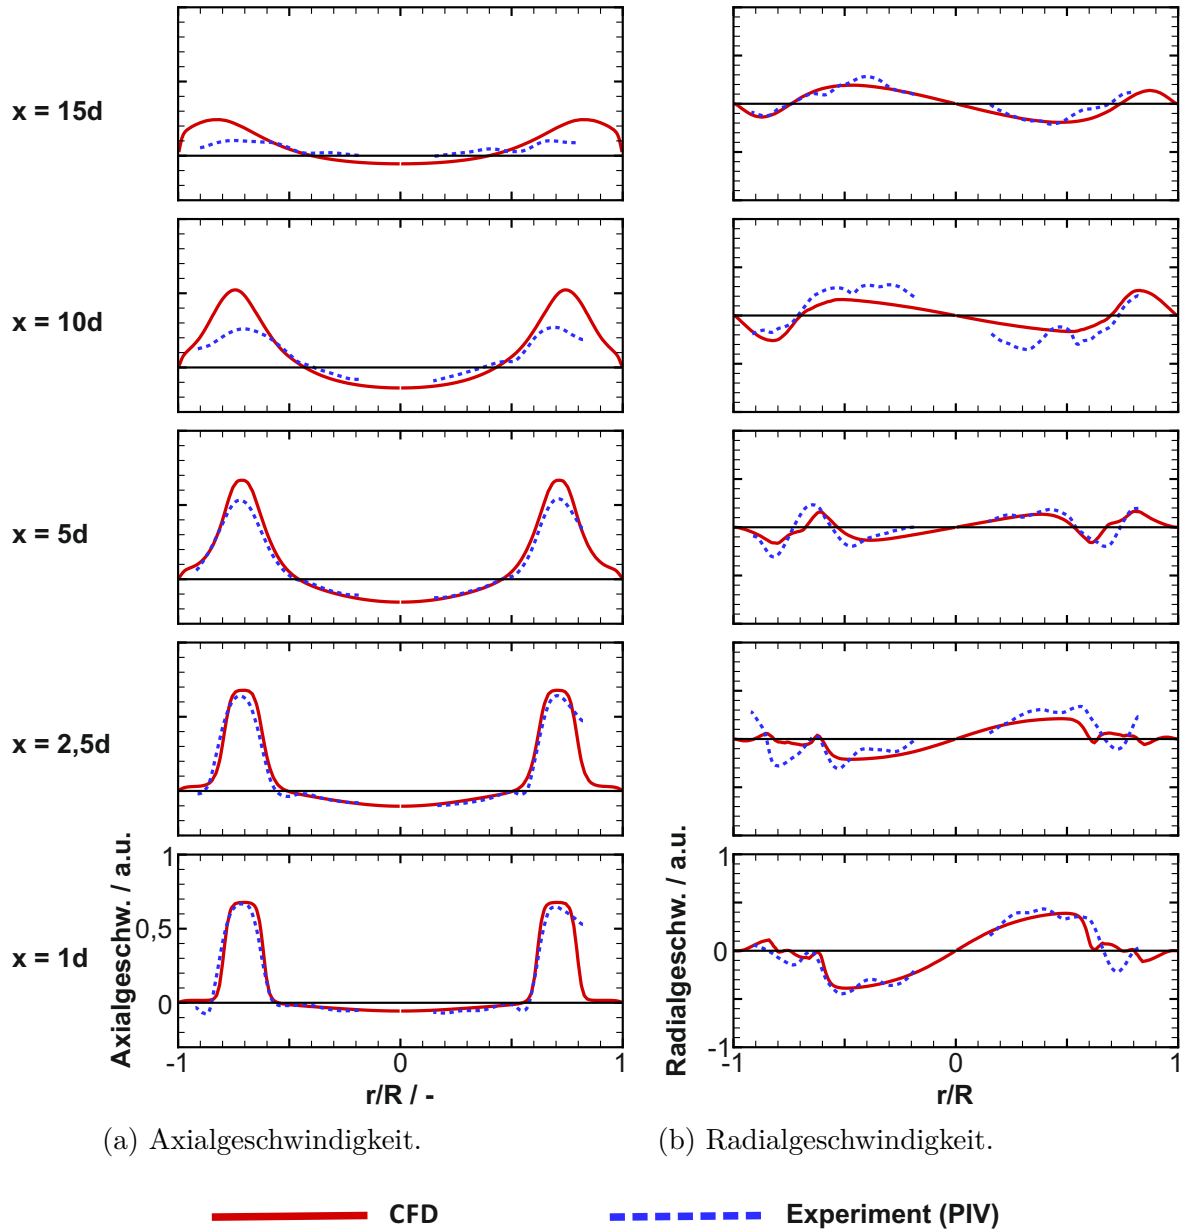 x = 15d
x = 10d
x = 5d
x = 2,5d
x = 1d
Axialgeschw. / a.u.
1
0,5
0
-1 0 1
r/R / -
Radialgeschw. / a.u.
1
0
-1
-1 0 1
r/R
(a) Axialgeschwindigkeit.
(b) Radialgeschwindigkeit.
CFD
Experiment (PIV)